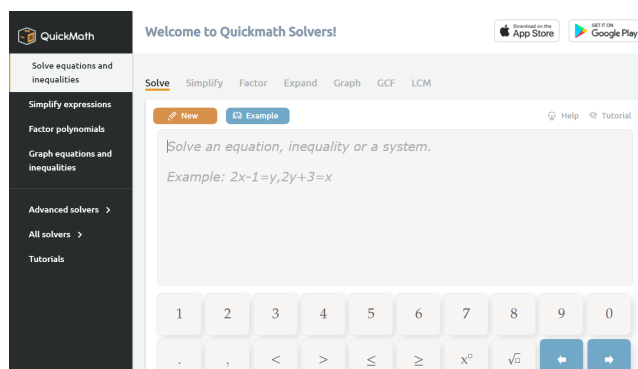 QuickMath
Welcome to Quickmath Solvers!
Download on the
App Store
GET IT ON
Google Play
Solve equations and
inequalities
Simplify expressions
Factor polynomials
Graph equations and
inequalities
Advanced solvers >
All solvers >
Tutorials
Solve Simplify Factor Expand Graph GCF LCM
New Example Help Tutorial
Solve an equation, inequality or a system.
Example: 2x-1=y,2y+3=x
1 2 3 4 5 6 7 8 9 0
. , < > ≤ ≥ x□ √□